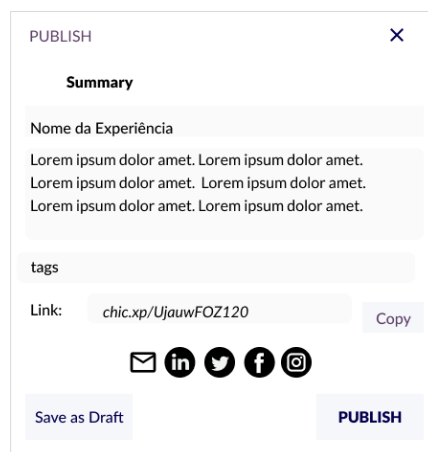 PUBLISH
Summary
Nome da Experiência
Lorem ipsum dolor amet. Lorem ipsum dolor amet.
Lorem ipsum dolor amet. Lorem ipsum dolor amet.
Lorem ipsum dolor amet. Lorem ipsum dolor amet.
tags
Link: chic.xp/UjauwFOZ120 Copy
Save as Draft PUBLISH